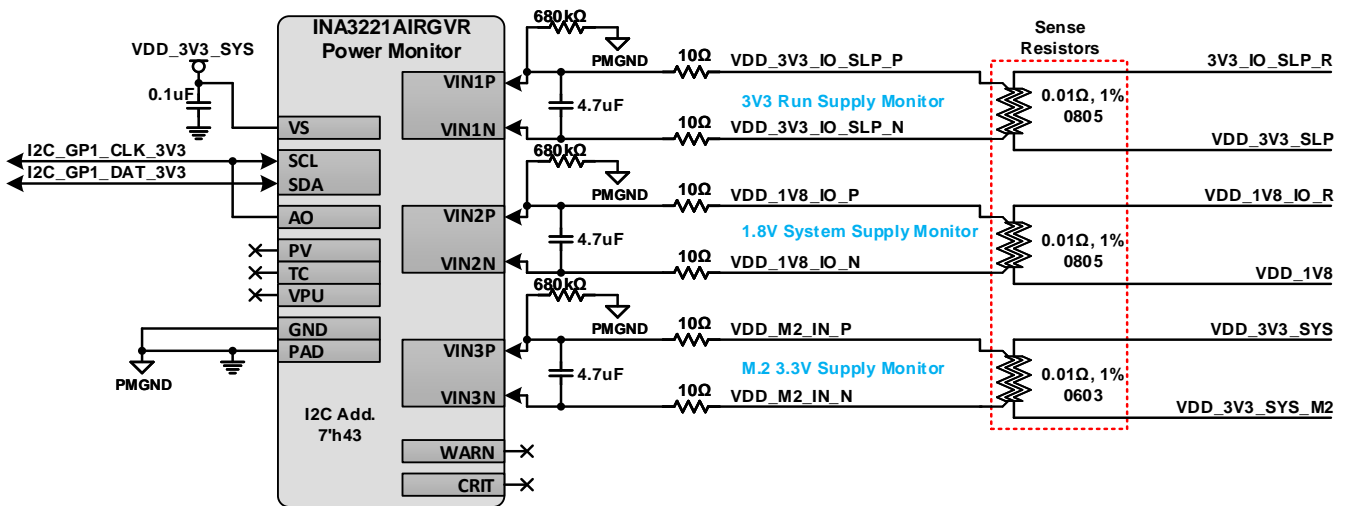 INA3221AIRGVR
Power Monitor
VDD_3V3_SYS
0.1uF
VS
I2C_GP1_CLK_3V3
SCL
I2C_GP1_DAT_3V3
SDA
AO
PV
TC
VPU
GND
PAD
PMGND
I2C Add.
7'h43
VIN1P
VIN1N
VIN2P
VIN2N
VIN3P
VIN3N
WARN
CRIT
680kΩ
PMGND
10Ω
VDD_3V3_IO_SLP_P
4.7uF
3V3 Run Supply Monitor
10Ω
VDD_3V3_IO_SLP_N
680kΩ
PMGND
10Ω
VDD_1V8_IO_P
4.7uF
1.8V System Supply Monitor
10Ω
VDD_1V8_IO_N
680kΩ
PMGND
10Ω
VDD_M2_IN_P
4.7uF
M.2 3.3V Supply Monitor
10Ω
VDD_M2_IN_N
Sense
Resistors
3V3_IO_SLP_R
0.01Ω, 1%
0805
VDD_3V3_SLP
VDD_1V8_IO_R
0.01Ω, 1%
0805
VDD_1V8
VDD_3V3_SYS
0.01Ω, 1%
0603
VDD_3V3_SYS_M2